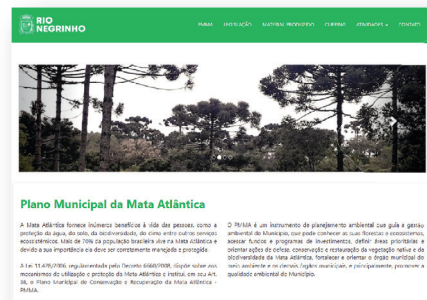 RIO
NEGRINHO
PMMA LEGISLAÇÃO MATERIAL PRODUZIDO CURSOS ATIVIDADES CONTATO
Plano Municipal da Mata Atlântica
A Mata Atlântica fornece inúmeros benefícios à vida das pessoas, como a
proteção da água, do solo, da biodiversidade, do clima entre outros serviços
ecossistêmicos. Mais de 70% da população brasileira vive na Mata Atlântica e
devido a sua importância ela deve ser corretamente manejada e protegida.
A Lei 11.428/2006, regulamentada pelo Decreto 6660/2008, dispõe sobre aos
mecanismos de utilização e proteção da Mata Atlântica e institui, em seu Art.
38, o Plano Municipal de Conservação e Recuperação da Mata Atlântica -
PMMA.
O PMMA é um instrumento de planejamento ambiental que guia a gestão
ambiental do Município, que pode conhecer as suas florestas e ecossistemas,
acessar fundos e programas de investimentos, definir áreas prioritárias e
orientar ações de defesa, conservação e restauração da vegetação nativa e da
biodiversidade da Mata Atlântica, fortalecer e orientar o órgão municipal de
meio ambiente e os demais órgãos municipais, e principalmente, promover a
qualidade ambiental do Município.